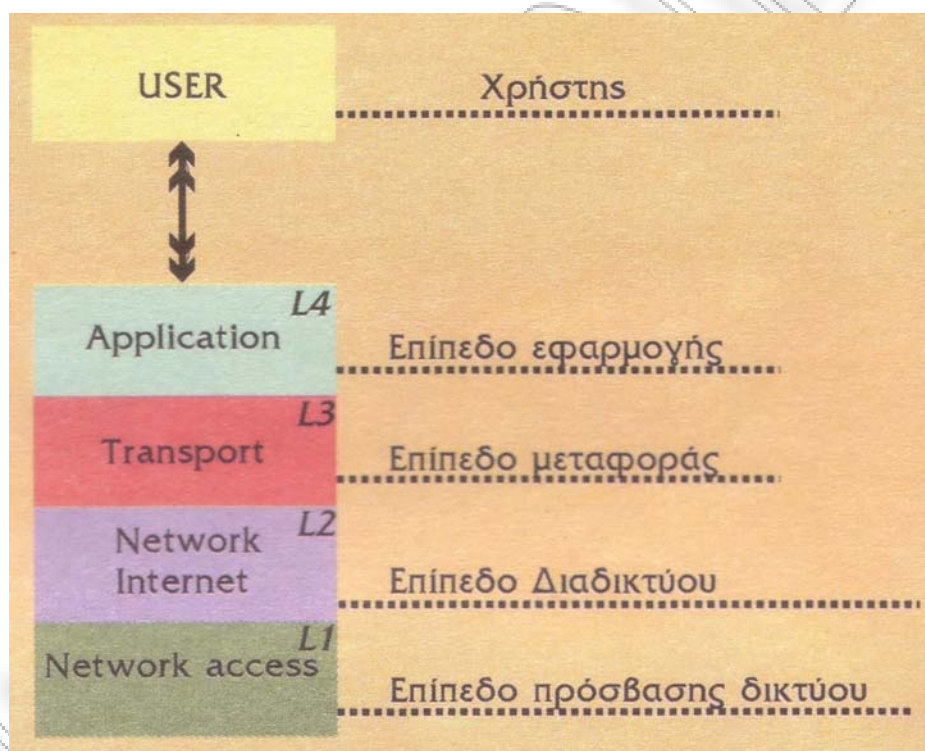 USER
Χρήστης
L4
Application
Επίπεδο εφαρμογής
L3
Transport
Επίπεδο μεταφοράς
L2
Network
Internet
Επίπεδο Διαδικτύου
L1
Network access
Επίπεδο πρόσβασης δικτύου